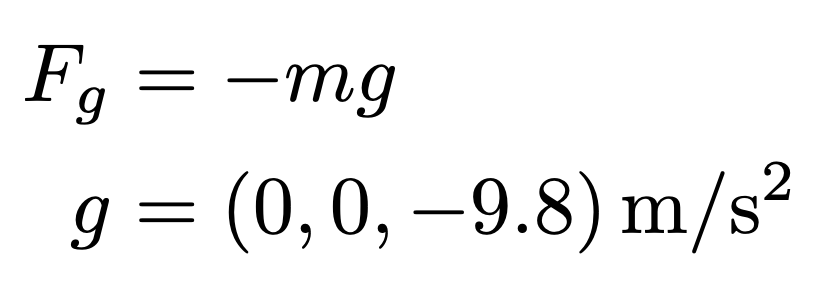 F_g = −mg
g = (0, 0, −9.8) m/s²